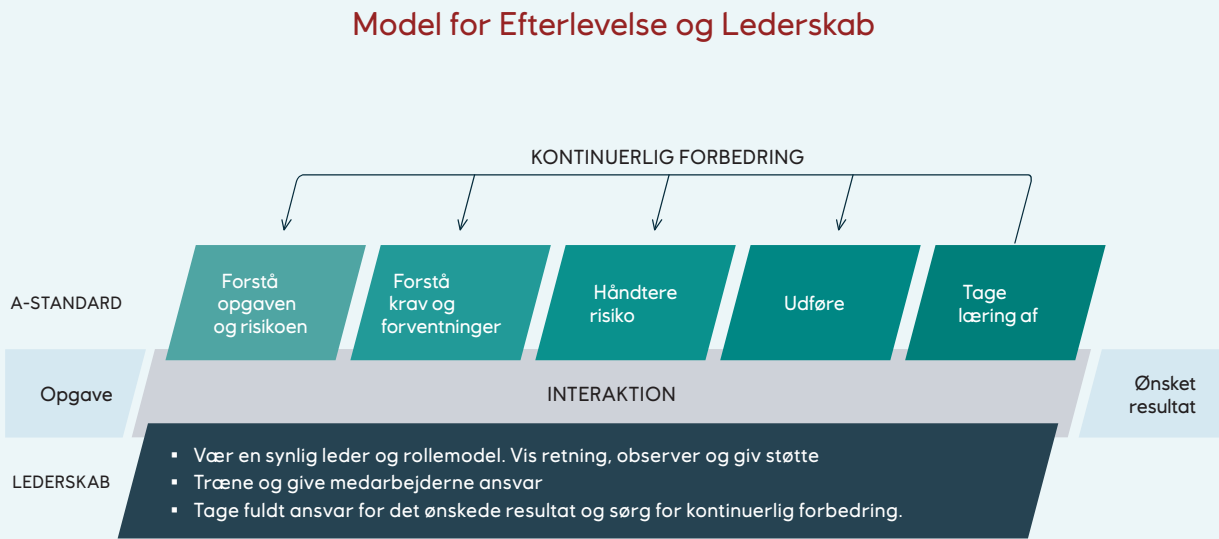 Model for Efterlevelse og Lederskab
KONTINUERLIG FORBEDRING
A-STANDARD
Forstå
opgaven
og risikoen
Forstå
krav og
forventninger
Håndtere
risiko
Udføre
Tage
læring af
Opgave
INTERAKTION
Ønsket
resultat
LEDERSKAB
▪ Vær en synlig leder og rollemodel. Vis retning, observer og giv støtte
▪ Træne og give medarbejderne ansvar
▪ Tage fuldt ansvar for det ønskede resultat og sørg for kontinuerlig forbedring.